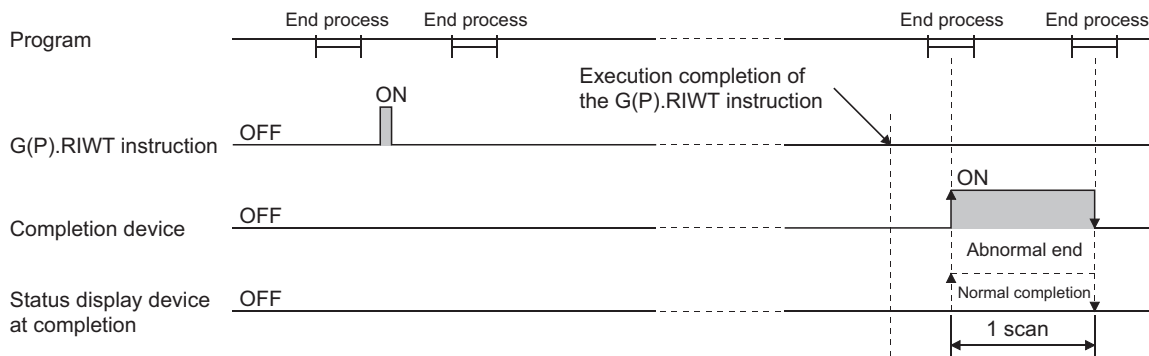 End process
End process
End process
End process
Program
Execution completion of
the G(P).RIWT instruction
ON
OFF
G(P).RIWT instruction
ON
OFF
Completion device
Abnormal end
OFF
Normal completion
Status display device
at completion
1 scan